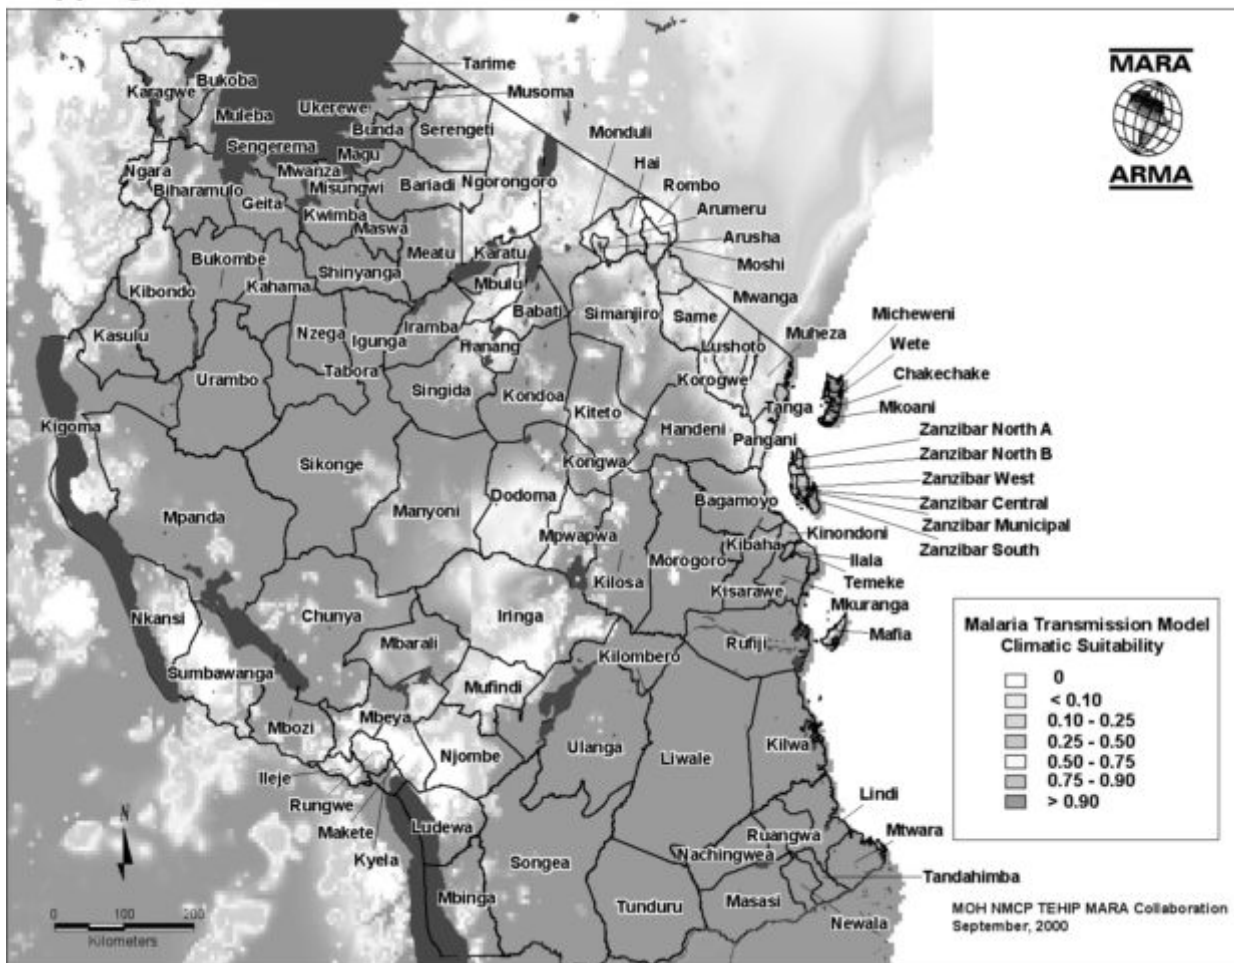 MARA
ARMA
Tarime
Bukoba
Karagwe
Musoma
Ukerewe
Muleba
Bunda
Serengeti
Monduli
Sengerema
Magu
Hai
Ngara
Mwanza
Misungwi
Bariadi
Ngorongoro
Rombo
Biharamulo
Geita
Kwimba
Arumeru
Maswa
Arusha
Bukombe
Meatu
Karatu
Moshi
Shinyanga
Kahama
Mbulu
Kibondo
Mwanga
Babati
Simanjiro
Same
Micheweni
Kasulu
Nzega
Igunga
Iramba
Hanang
Lushoto
Muheza
Wete
Urambo
Tabora
Chakechake
Singida
Kondoa
Korogwe
Kiteto
Tanga
Mkoani
Kigoma
Handeni
Pangani
Zanzibar North A
Zanzibar North B
Sikonge
Kongwa
Dodoma
Zanzibar West
Bagamoyo
Zanzibar Central
Mpanda
Manyoni
Mpwapwa
Kinondoni
Zanzibar Municipal
Kibaha
Zanzibar South
Morogoro
Ilala
Kilosa
Temeke
Kisarawe
Nkansi
Chunya
Iringa
Mkuranga
Mafia
Mbarali
Rufiji
Kilombero
Sumbawanga
Mufindi
Mbeya
Mbozi
Ulanga
Liwale
Kilwa
Njombe
Ileje
Rungwe
Makete
Kyela
Ludewa
Lindi
Ruangwa
Mtwara
Nachingwea
Songea
Tandahimba
Mbinga
Tunduru
Masasi
Newala
Malaria Transmission Model
Climatic Suitability
0
< 0.10
0.10 - 0.25
0.25 - 0.50
0.50 - 0.75
0.75 - 0.90
> 0.90
N
0 100 200
Kilometers
MOH NMCP TEHIP MARA Collaboration
September, 2000